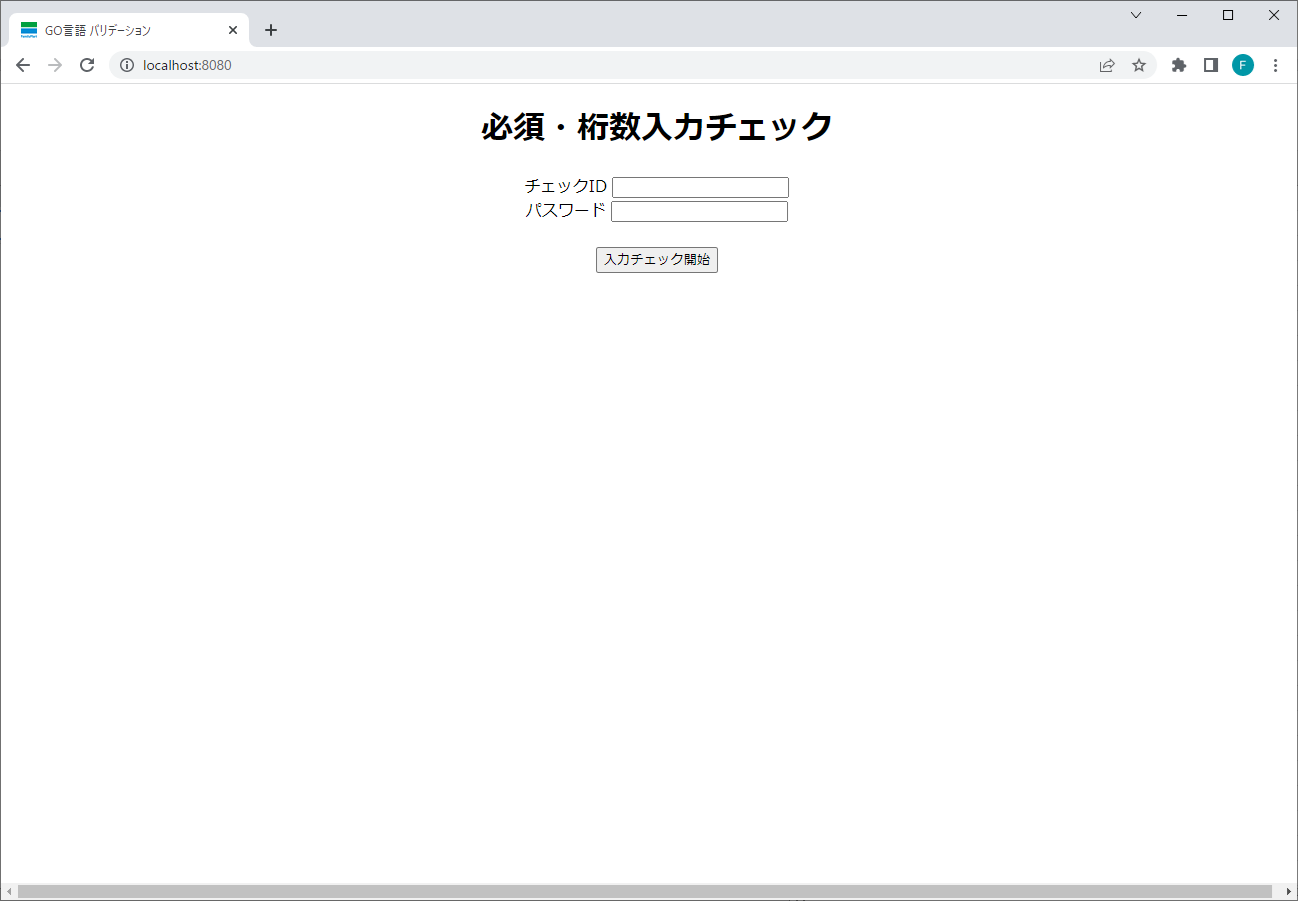 GO言語 バリデーション
localhost:8080
F
必須・桁数入力チェック
チェックID
パスワード
入力チェック開始